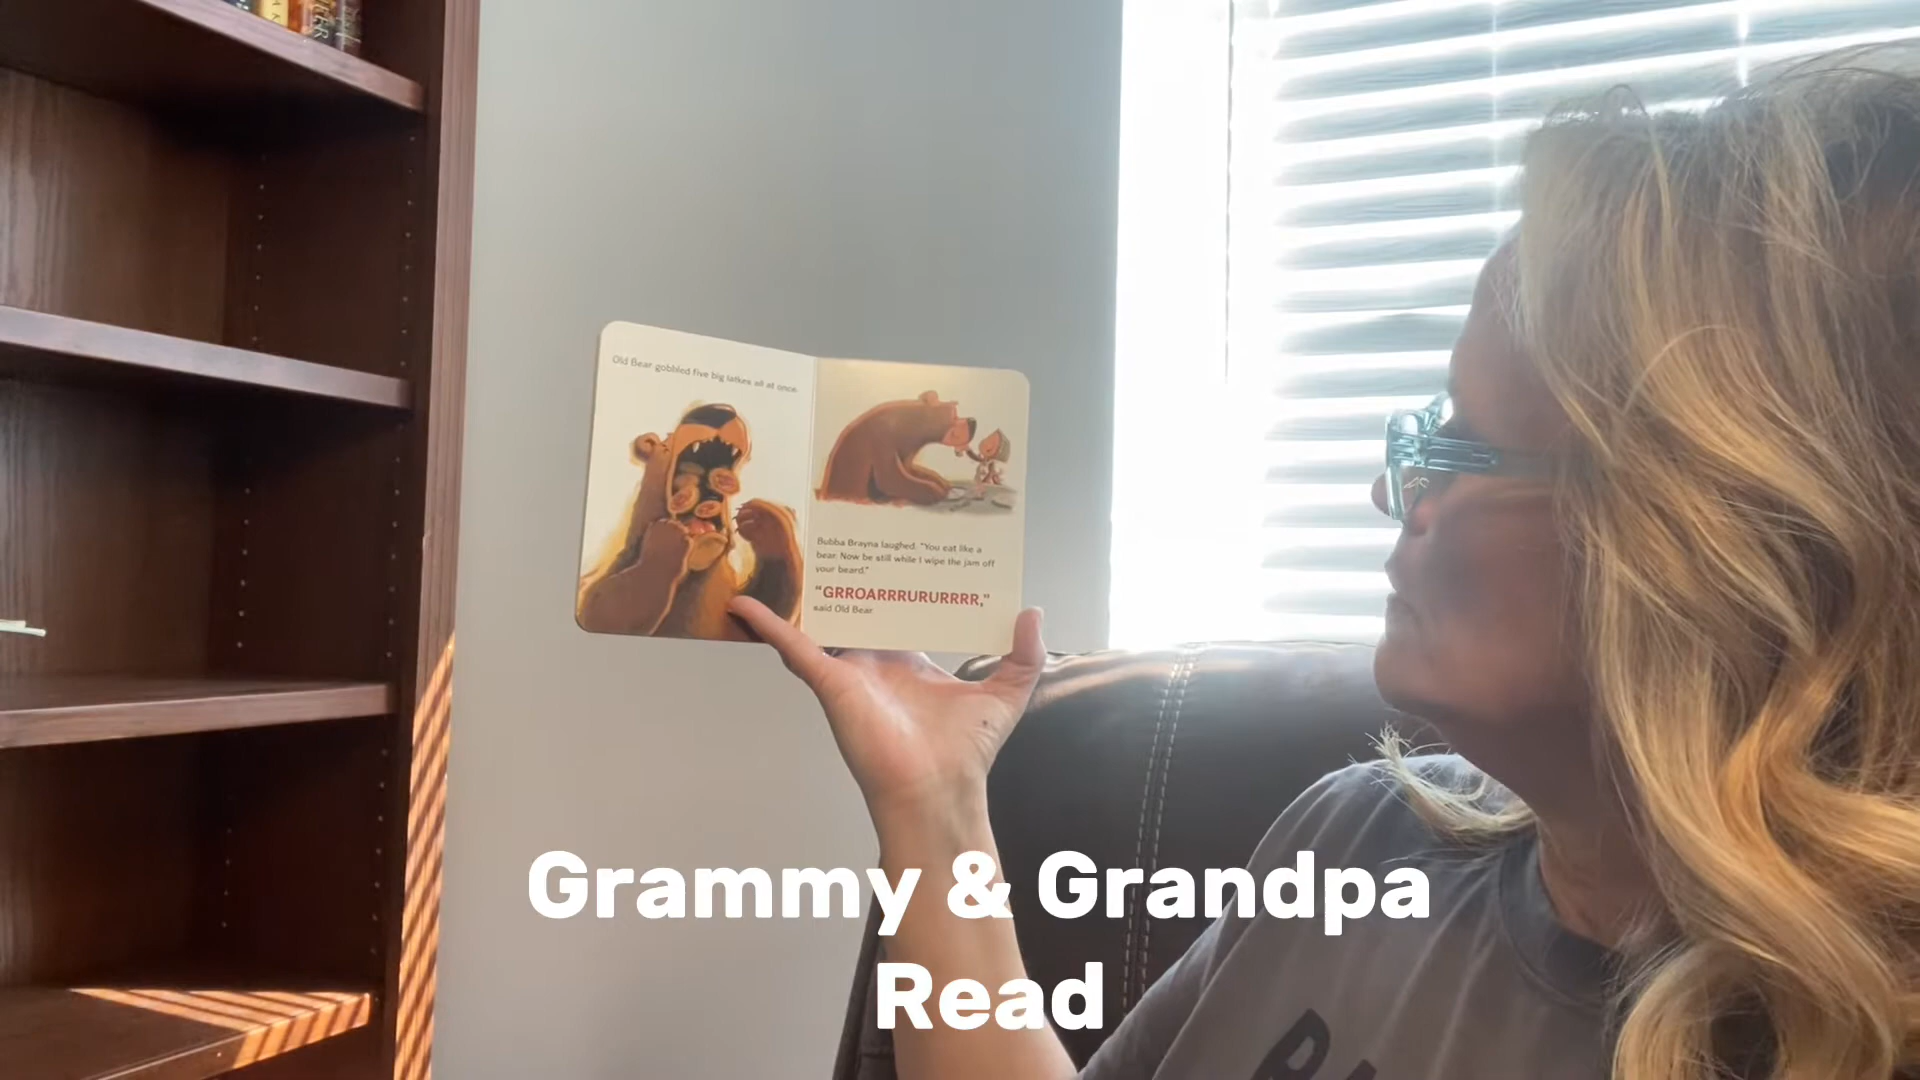 Old Bear gobbled five big latkes all at once.
Bubba Brayna laughed. "You eat like a
bear. Now be still while I wipe the jam off
your beard."
"GRROARRRURURRRR,"
said Old Bear.
Grammy & Grandpa
Read